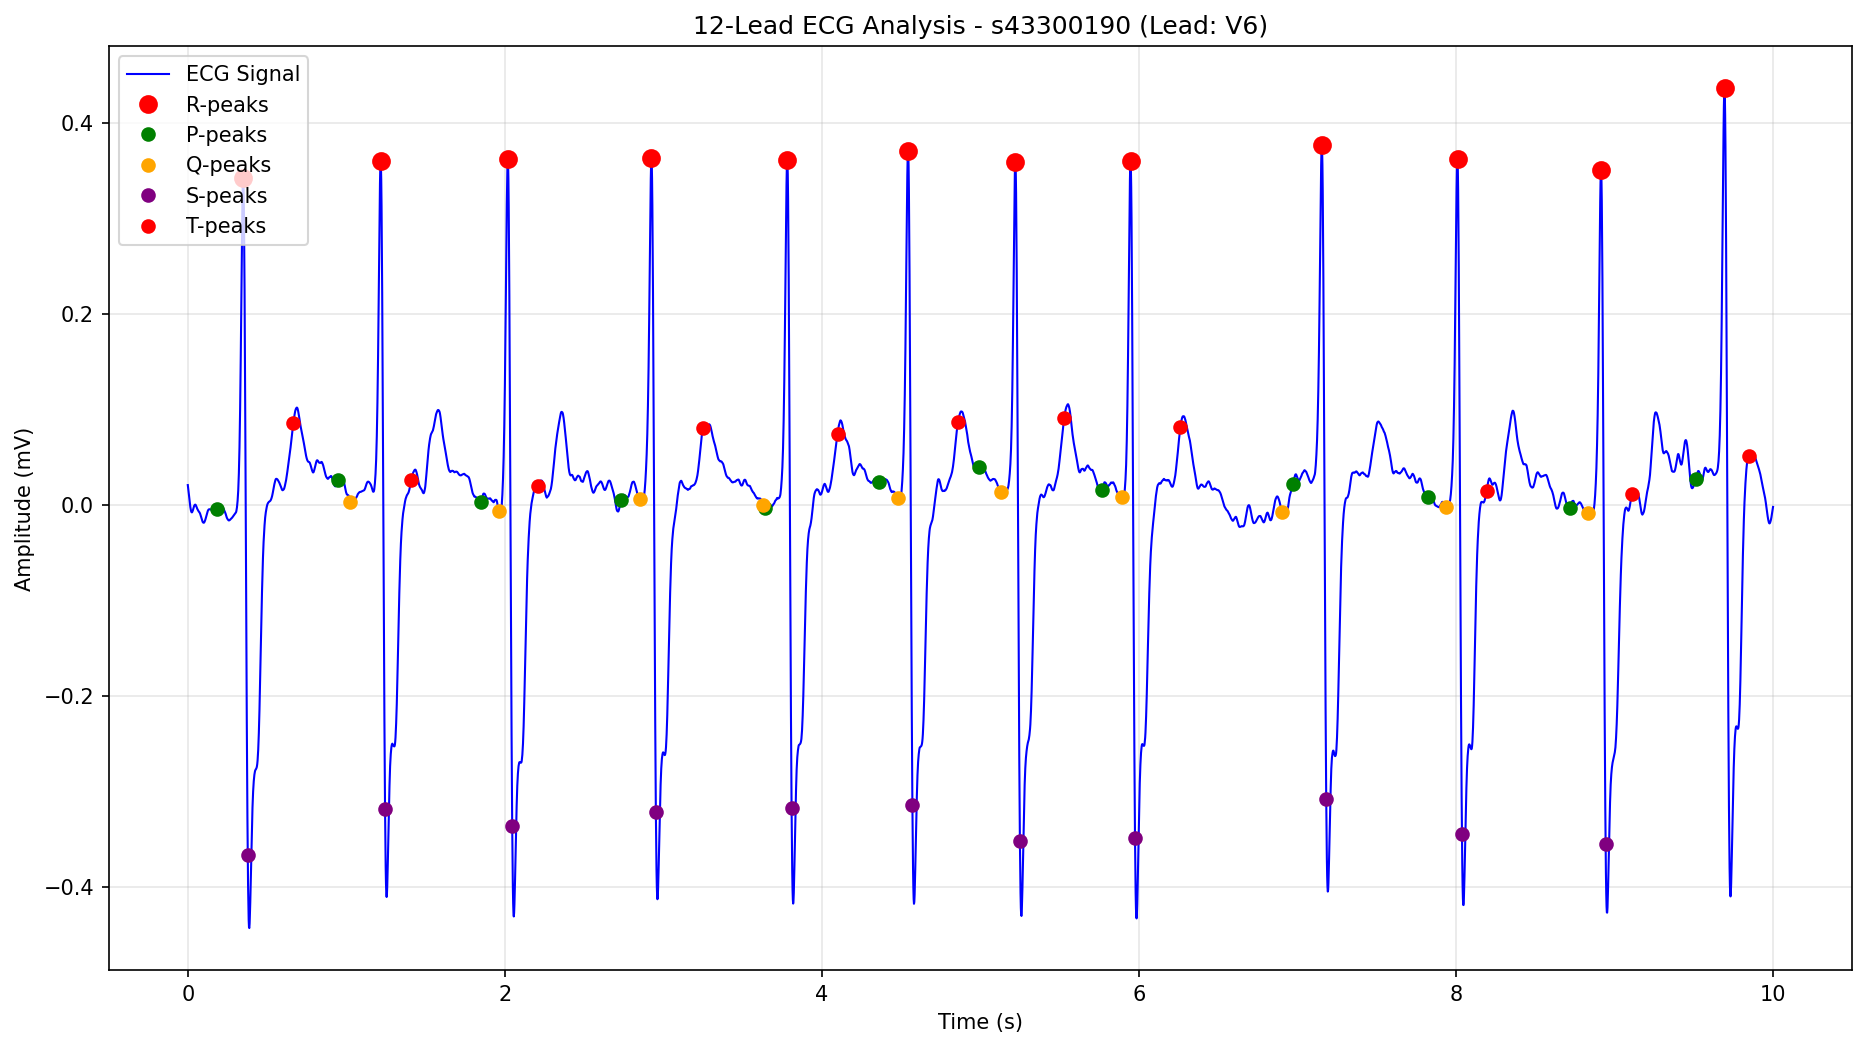 12-Lead ECG Analysis - s43300190 (Lead: V6)
ECG Signal
R-peaks
P-peaks
Q-peaks
S-peaks
T-peaks
Amplitude (mV)
0.4
0.2
0.0
−0.2
−0.4
0 2 4 6 8 10
Time (s)